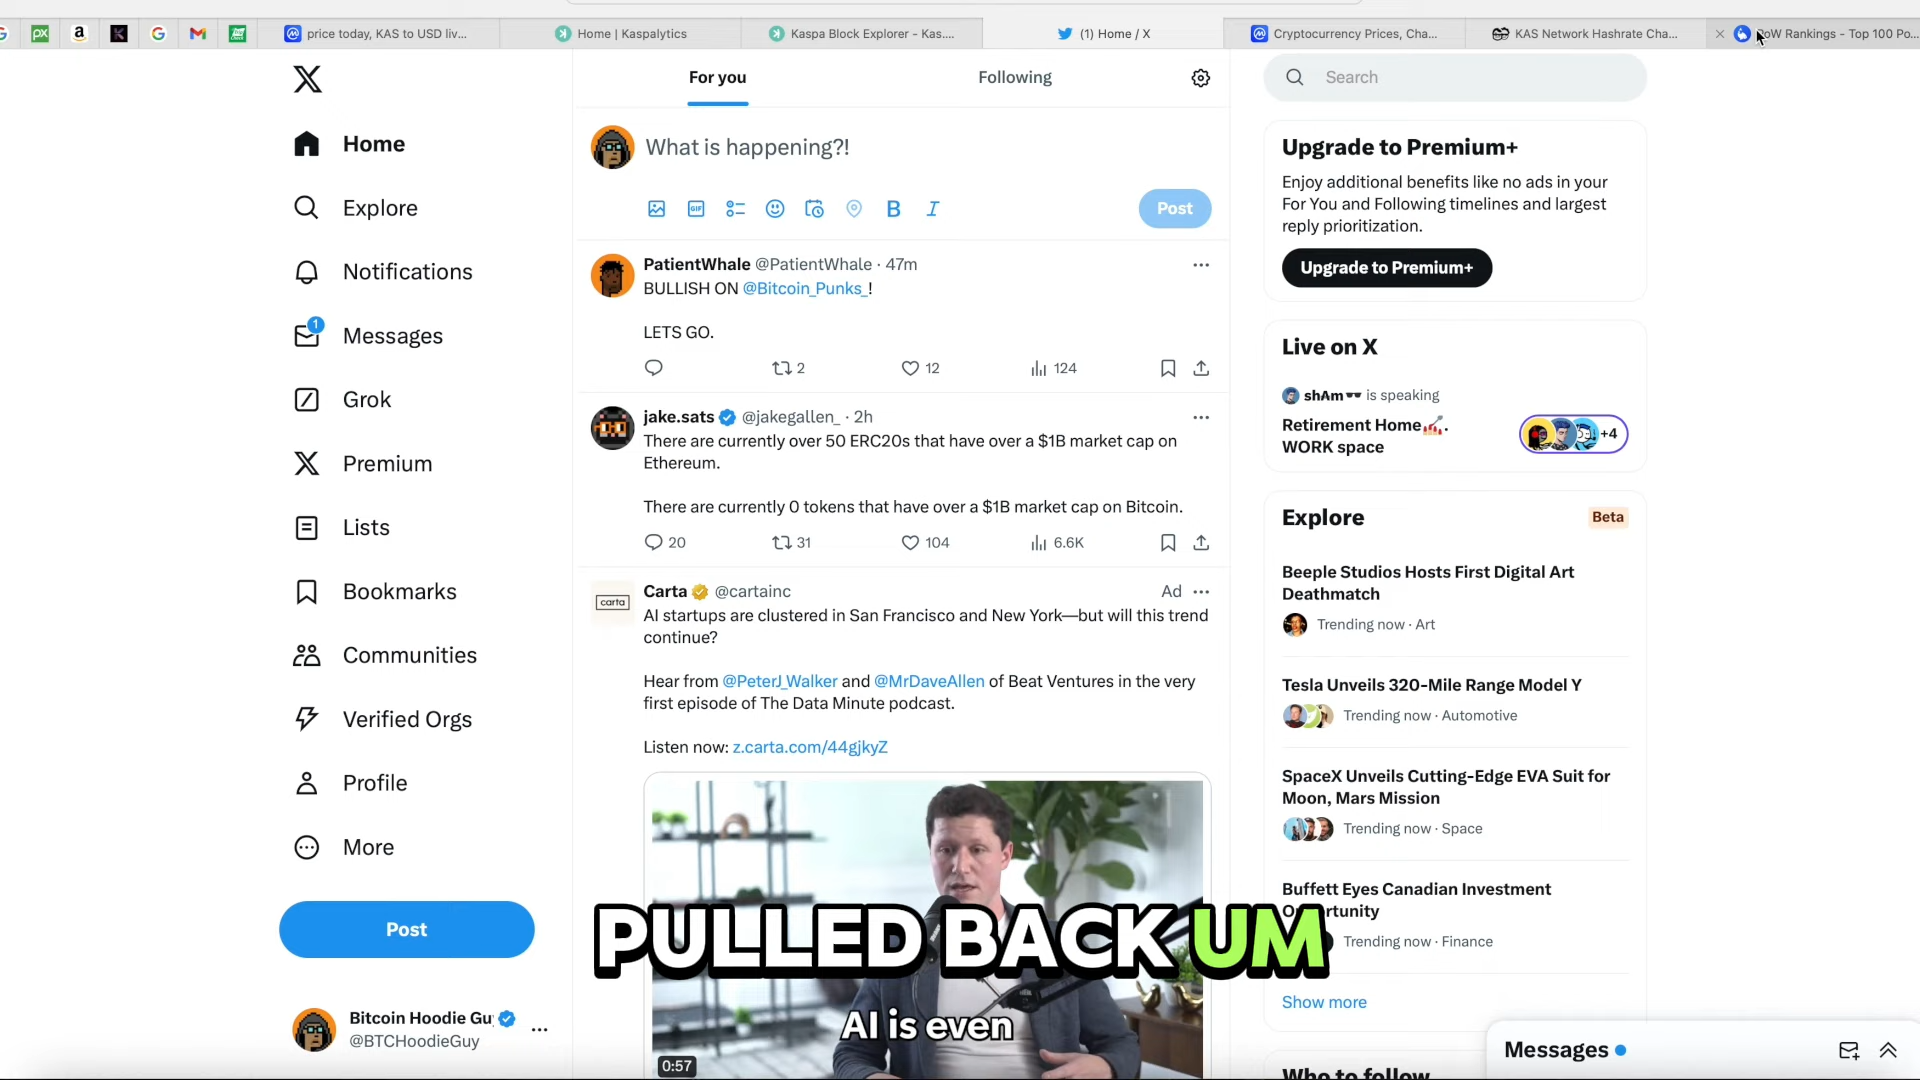 price today, KAS to USD liv...
Home | Kaspalytics
Kaspa Block Explorer - Kas....
(1) Home / X
Cryptocurrency Prices, Cha...
KAS Network Hashrate Cha...
PoW Rankings - Top 100 Po...
Home
Explore
Notifications
1
Messages
Grok
Premium
Lists
Bookmarks
Communities
Verified Orgs
Profile
More
Post
Bitcoin Hoodie Gu
@BTCHoodieGuy
For you
Following
What is happening?!
GIF
B I
Post
PatientWhale @PatientWhale · 47m
BULLISH ON @Bitcoin_Punks_!
LETS GO.
2 12 124
jake.sats @jakegallen_ · 2h
There are currently over 50 ERC20s that have over a $1B market cap on
Ethereum.
There are currently 0 tokens that have over a $1B market cap on Bitcoin.
20 31 104 6.6K
carta
Carta @cartainc
Ad
AI startups are clustered in San Francisco and New York—but will this trend
continue?
Hear from @PeterJ_Walker and @MrDaveAllen of Beat Ventures in the very
first episode of The Data Minute podcast.
Listen now: z.carta.com/44gjkyZ
PULLED BACK UM
AI is even
0:57
Search
Upgrade to Premium+
Enjoy additional benefits like no ads in your
For You and Following timelines and largest
reply prioritization.
Upgrade to Premium+
Live on X
shAm is speaking
Retirement Home.
WORK space
+4
Explore
Beta
Beeple Studios Hosts First Digital Art
Deathmatch
Trending now · Art
Tesla Unveils 320-Mile Range Model Y
Trending now · Automotive
SpaceX Unveils Cutting-Edge EVA Suit for
Moon, Mars Mission
Trending now · Space
Buffett Eyes Canadian Investment
Opportunity
Trending now · Finance
Show more
Messages
Who to follow